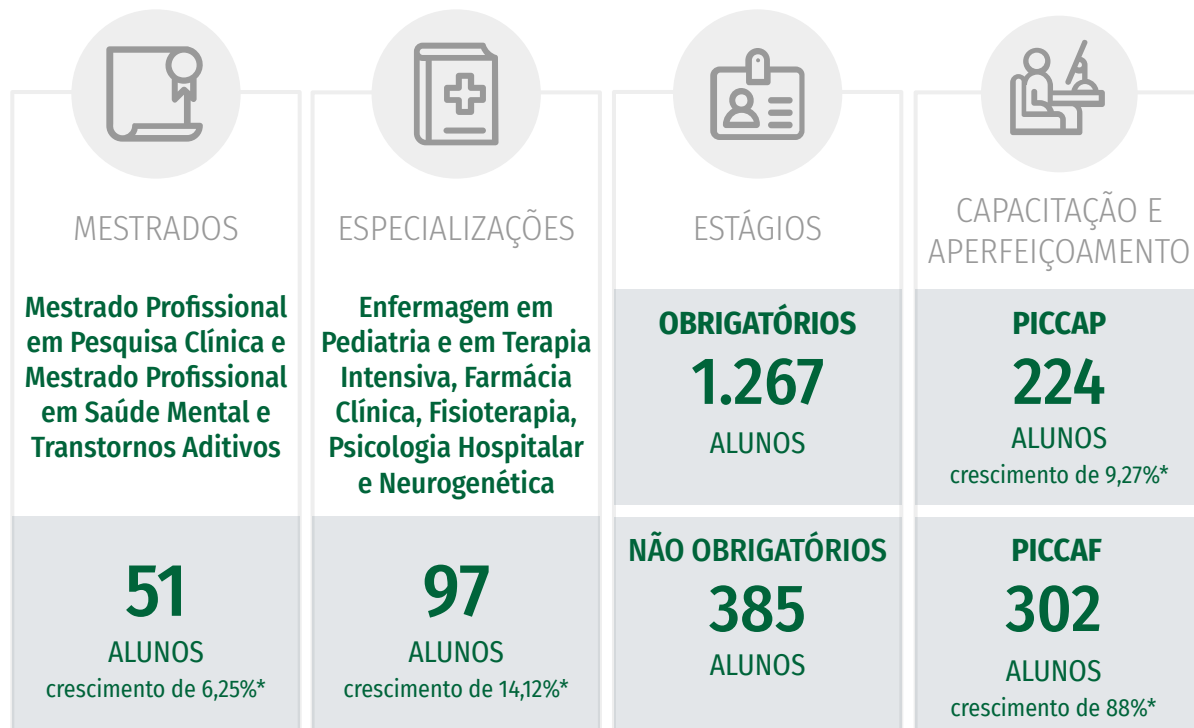 MESTRADOS
Mestrado Profissional
em Pesquisa Clínica e
Mestrado Profissional
em Saúde Mental e
Transtornos Aditivos
51
ALUNOS
crescimento de 6,25%*
ESPECIALIZAÇÕES
Enfermagem em
Pediatria e em Terapia
Intensiva, Farmácia
Clínica, Fisioterapia,
Psicologia Hospitalar
e Neurogenética
97
ALUNOS
crescimento de 14,12%*
ESTÁGIOS
OBRIGATÓRIOS
1.267
ALUNOS
NÃO OBRIGATÓRIOS
385
ALUNOS
CAPACITAÇÃO E
APERFEIÇOAMENTO
PICCAP
224
ALUNOS
crescimento de 9,27%*
PICCAF
302
ALUNOS
crescimento de 88%*